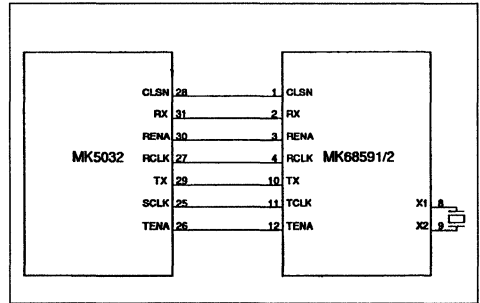 CLSN 28 1 CLSN
RX 31 2 RX
RENA 30 3 RENA
MK5032 RCLK 27 4 RCLK MK68591/2
TX 29 10 TX X1 8
SCLK 25 11 TCLK
TENA 26 12 TENA X2 9